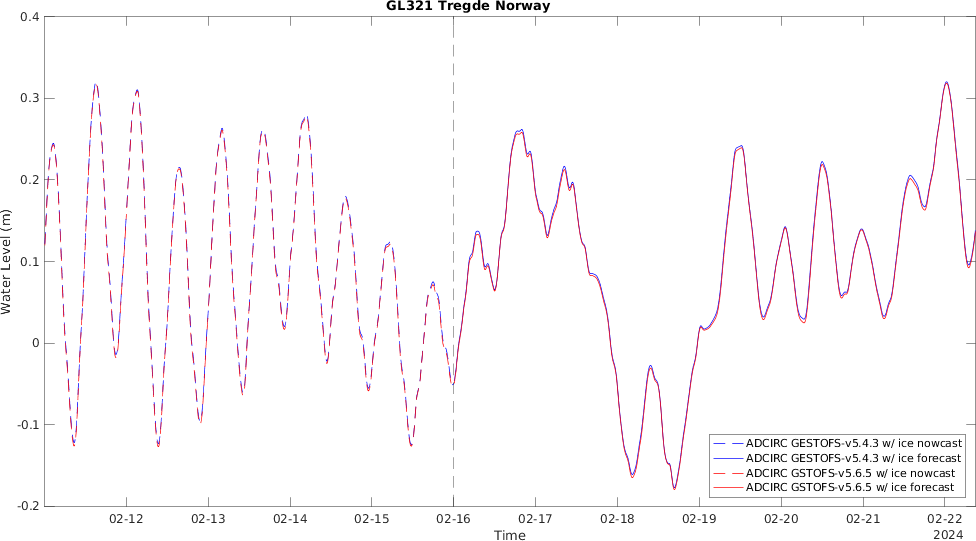 GL321 Tregde Norway
0.4
0.3
0.2
0.1
0
-0.1
-0.2
Water Level (m)
ADCIRC GESTOFS-v5.4.3 w/ ice nowcast
ADCIRC GESTOFS-v5.4.3 w/ ice forecast
ADCIRC GSTOFS-v5.6.5 w/ ice nowcast
ADCIRC GSTOFS-v5.6.5 w/ ice forecast
02-12 02-13 02-14 02-15 02-16 02-17 02-18 02-19 02-20 02-21 02-22
Time 2024